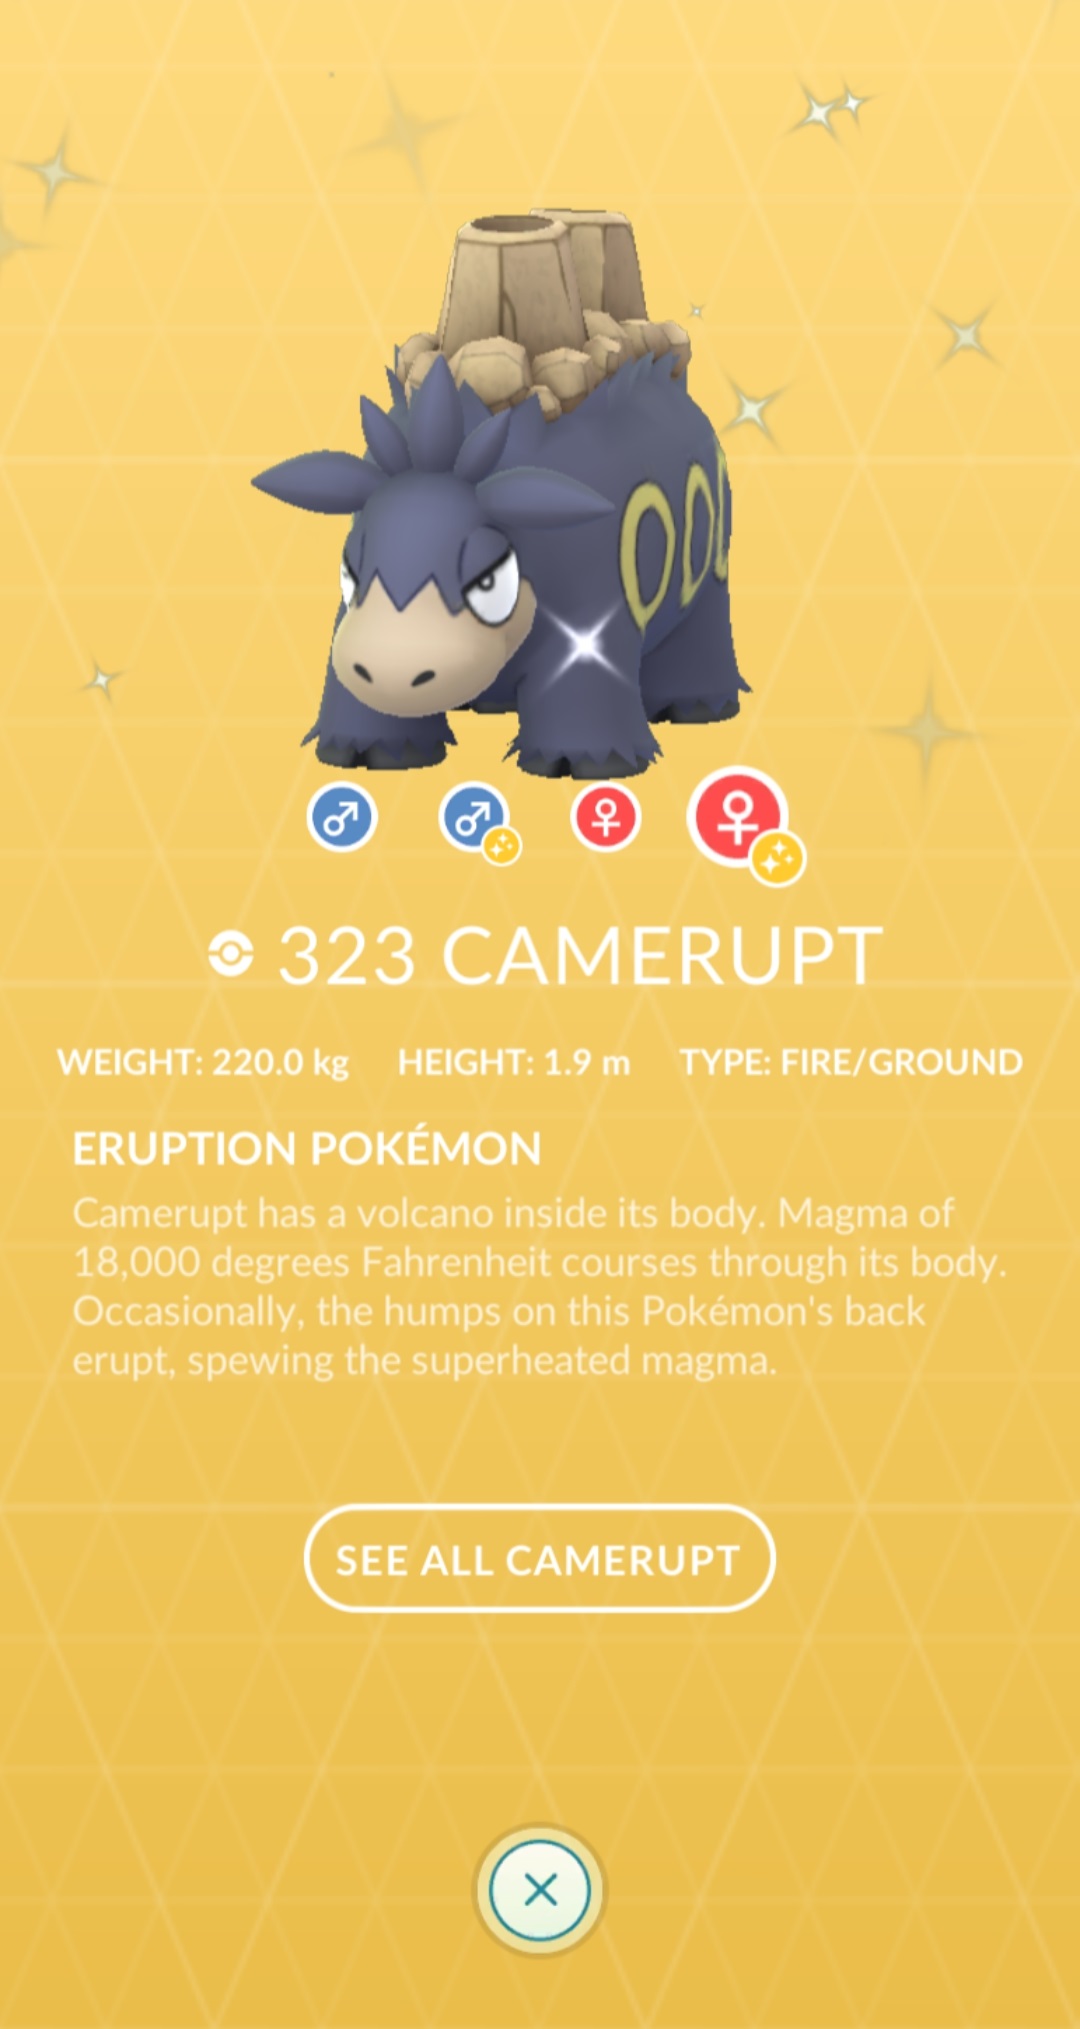 323 CAMERUPT
WEIGHT: 220.0 kg HEIGHT: 1.9 m TYPE: FIRE/GROUND
ERUPTION POKÉMON
Camerupt has a volcano inside its body. Magma of
18,000 degrees Fahrenheit courses through its body.
Occasionally, the humps on this Pokémon's back
erupt, spewing the superheated magma.
SEE ALL CAMERUPT